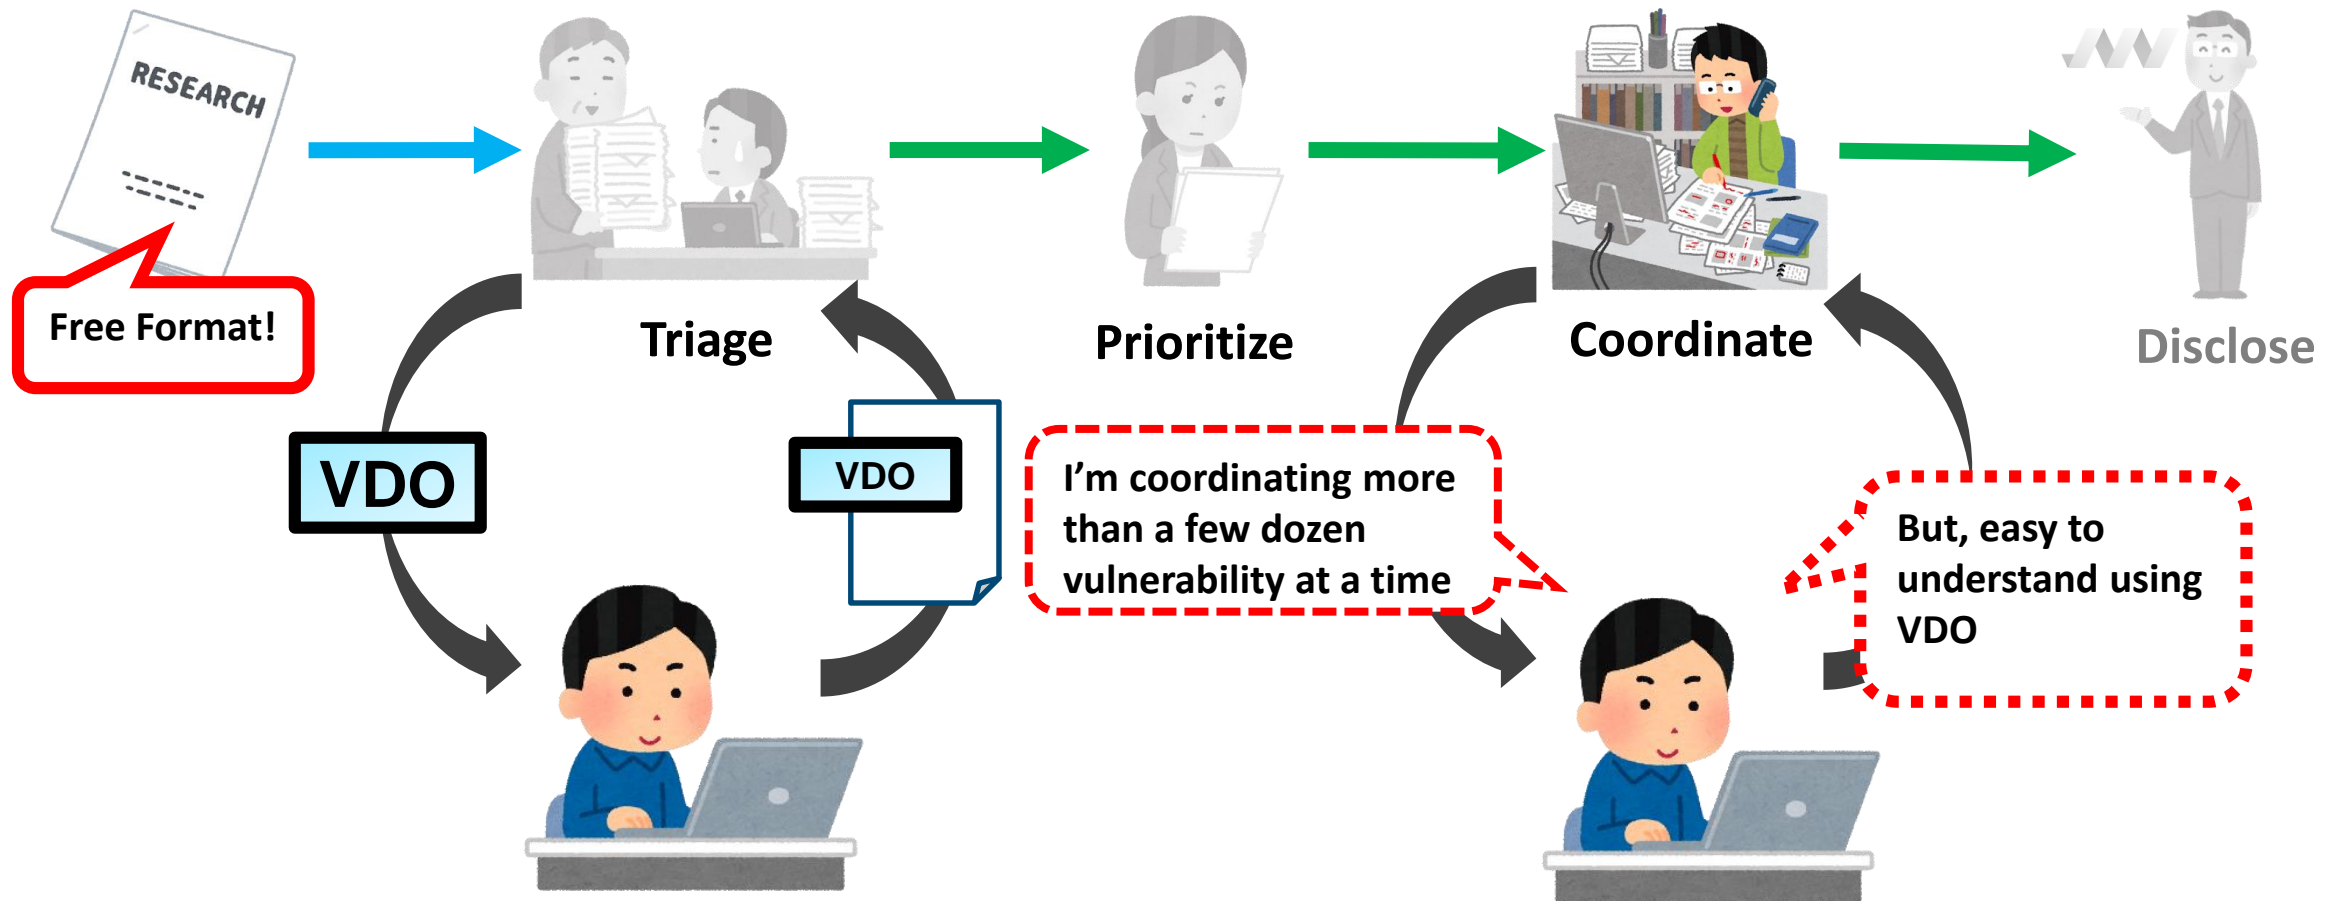 RESEARCH
Free Format!
Triage
Prioritize
Coordinate
Disclose
VDO
VDO
I’m coordinating more
than a few dozen
vulnerability at a time
But, easy to
understand using
VDO